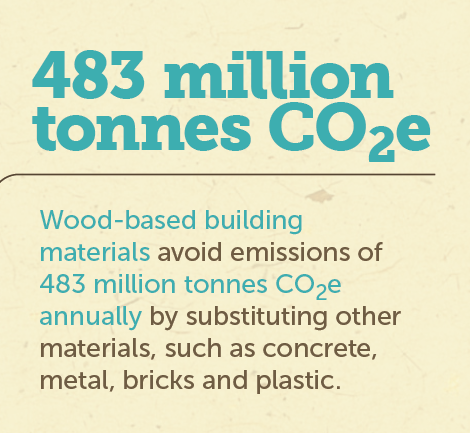 483 million
tonnes CO₂e
Wood-based building
materials avoid emissions of
483 million tonnes CO₂e
annually by substituting other
materials, such as concrete,
metal, bricks and plastic.